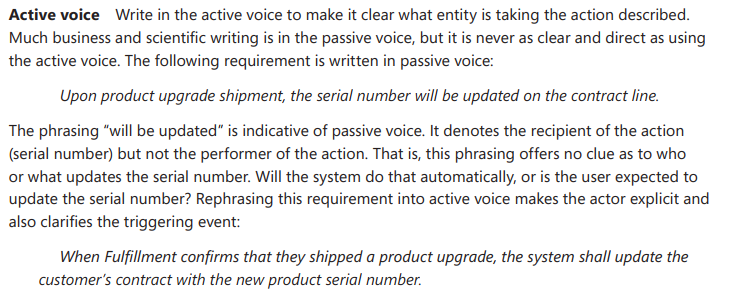 Active voice Write in the active voice to make it clear what entity is taking the action described.
Much business and scientific writing is in the passive voice, but it is never as clear and direct as using
the active voice. The following requirement is written in passive voice:
Upon product upgrade shipment, the serial number will be updated on the contract line.
The phrasing “will be updated” is indicative of passive voice. It denotes the recipient of the action
(serial number) but not the performer of the action. That is, this phrasing offers no clue as to who
or what updates the serial number. Will the system do that automatically, or is the user expected to
update the serial number? Rephrasing this requirement into active voice makes the actor explicit and
also clarifies the triggering event:
When Fulfillment confirms that they shipped a product upgrade, the system shall update the
customer’s contract with the new product serial number.